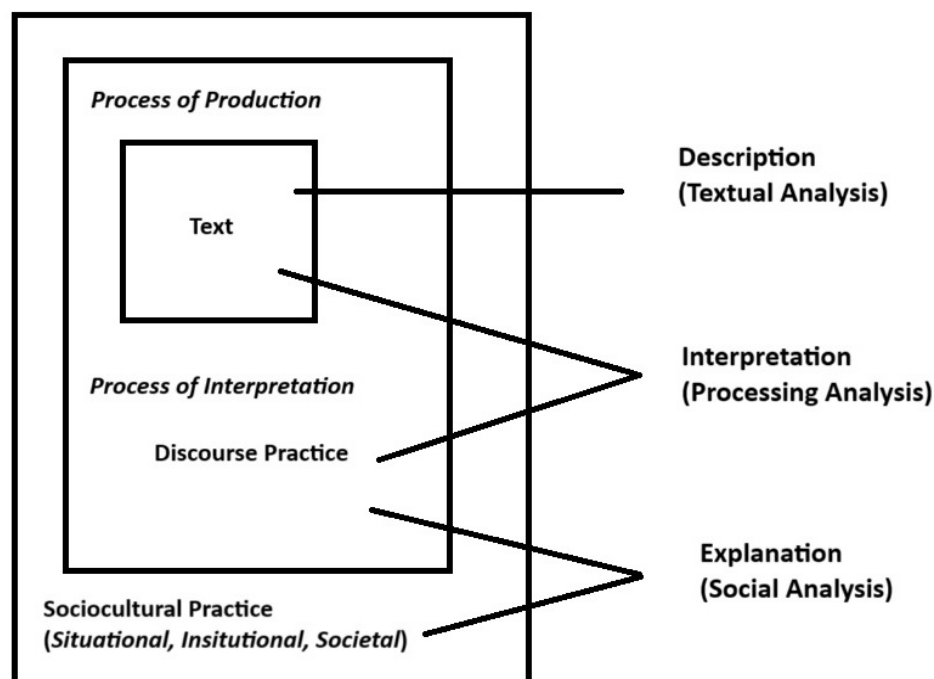 Process of Production
Text
Process of Interpretation
Discourse Practice
Sociocultural Practice
(Situational, Insitutional, Societal)
Description
(Textual Analysis)
Interpretation
(Processing Analysis)
Explanation
(Social Analysis)